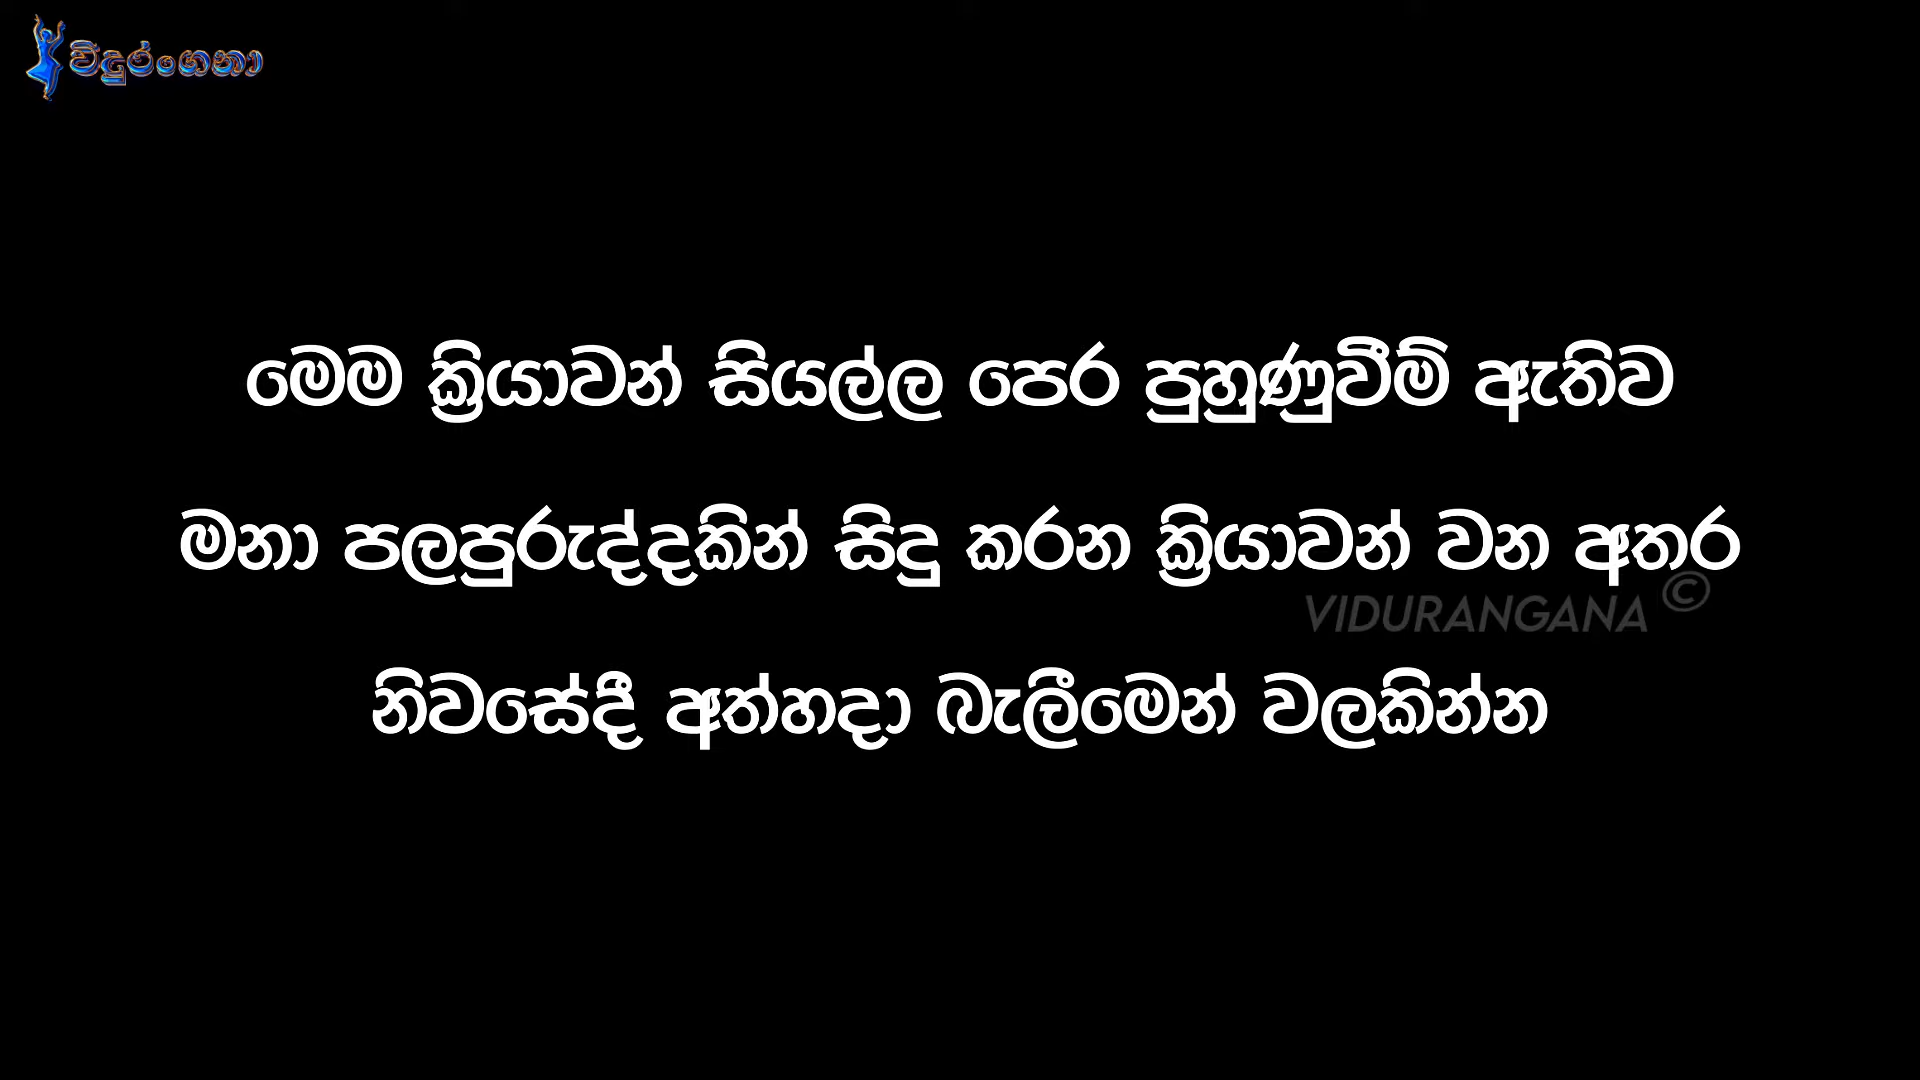 විදුරංගනා
මෙම ක්‍රියාවන් සියල්ල පෙර පුහුණුවීම් ඇතිව
මනා පලපුරුද්දකින් සිදු කරන ක්‍රියාවන් වන අතර
VIDURANGANA ©
නිවසේදී අත්හදා බැලීමෙන් වලකින්න